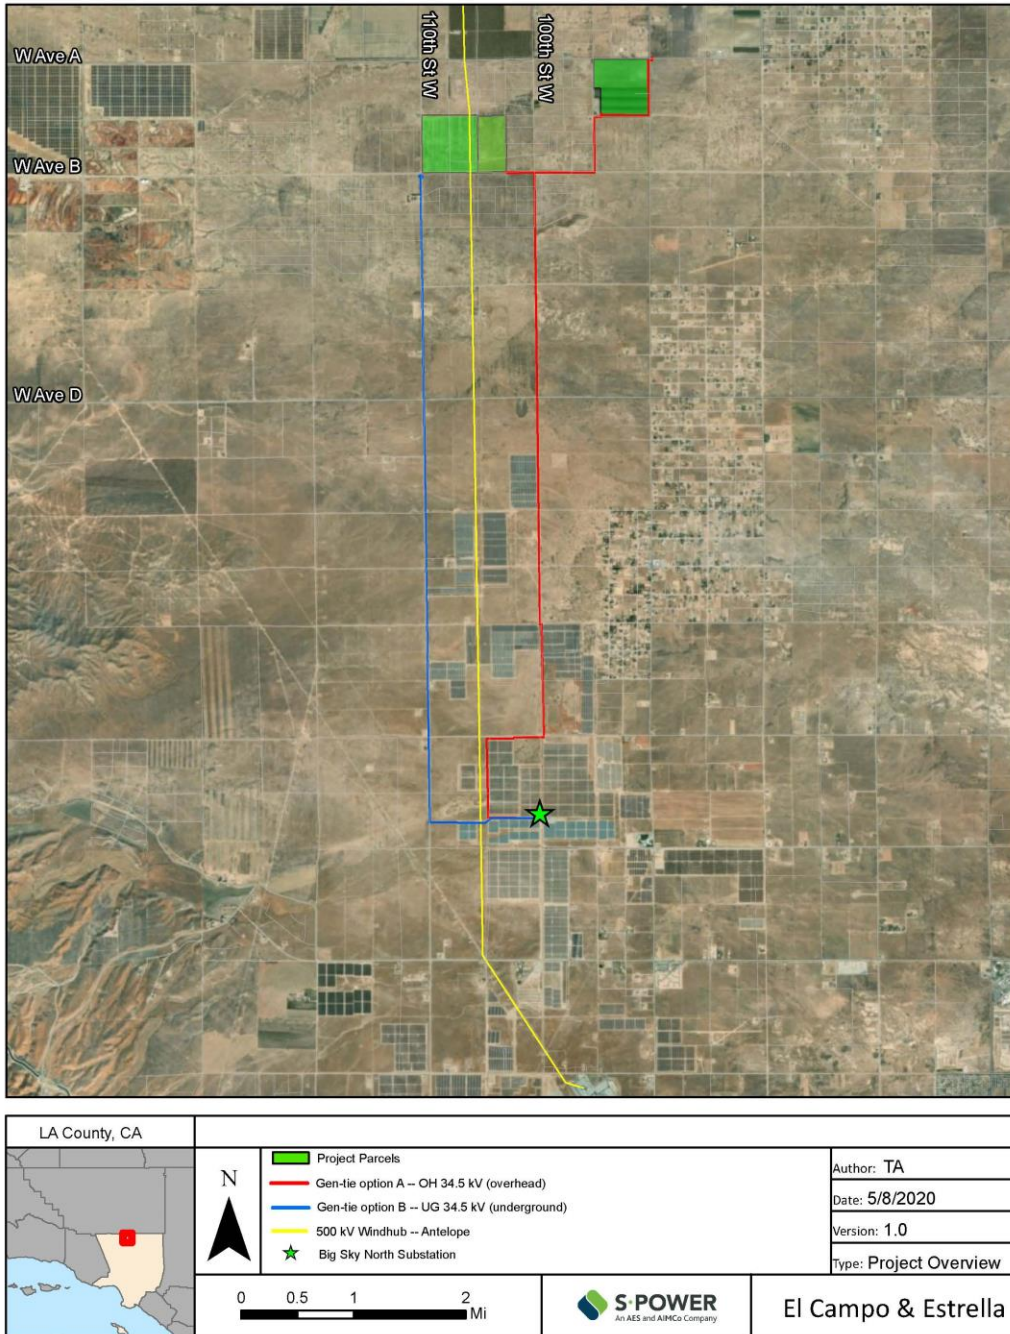 110th St W
100th St W
W Ave A
W Ave B
W Ave D
LA County, CA
N
Project Parcels
Gen-tie option A -- OH 34.5 kV (overhead)
Gen-tie option B -- UG 34.5 kV (underground)
500 kV Windhub -- Antelope
Big Sky North Substation
Author: TA
Date: 5/8/2020
Version: 1.0
Type: Project Overview
0 0.5 1 2
Mi
S·POWER
An AES and AIMCo Company
El Campo & Estrella